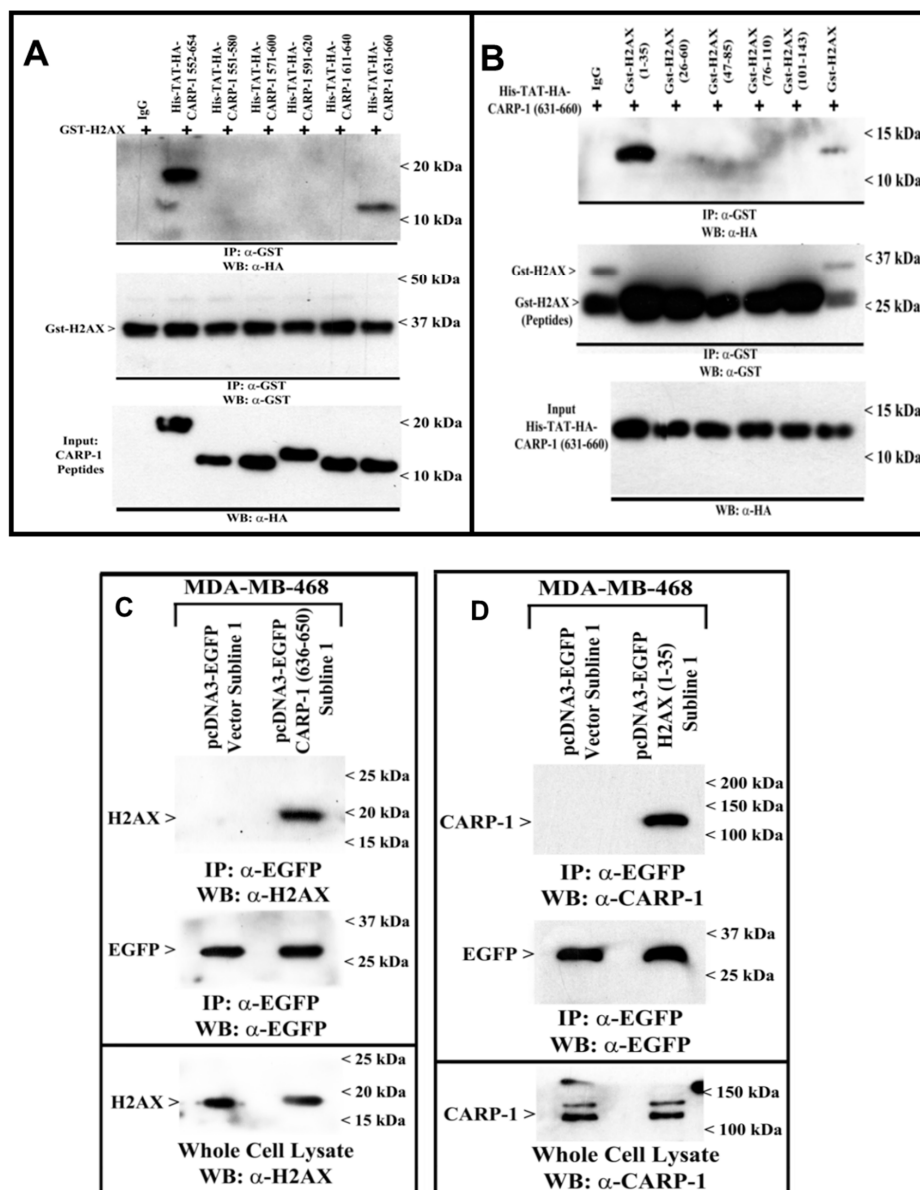 A
IgG
His-TAT-HA-
CARP-1 552-654
His-TAT-HA-
CARP-1 551-580
His-TAT-HA-
CARP-1 571-600
His-TAT-HA-
CARP-1 591-620
His-TAT-HA-
CARP-1 611-640
His-TAT-HA-
CARP-1 631-660
GST-H2AX + + + + + + +
< 20 kDa
< 10 kDa
IP: α-GST
WB: α-HA
< 50 kDa
Gst-H2AX >
< 37 kDa
IP: α-GST
WB: α-GST
Input:
CARP-1
Peptides
< 20 kDa
< 10 kDa
WB: α-HA
B
IgG
Gst-H2AX
(1-35)
Gst-H2AX
(26-60)
Gst-H2AX
(47-85)
Gst-H2AX
(76-110)
Gst-H2AX
(101-143)
Gst-H2AX
His-TAT-HA-
CARP-1 (631-660)
+ + + + + + +
< 15 kDa
< 10 kDa
IP: α-GST
WB: α-HA
Gst-H2AX >
Gst-H2AX >
(Peptides)
< 37 kDa
< 25 kDa
IP: α-GST
WB: α-GST
Input
His-TAT-HA-
CARP-1 (631-660)
< 15 kDa
< 10 kDa
WB: α-HA
C
MDA-MB-468
pcDNA3-EGFP
Vector Subline 1
pcDNA3-EGFP
CARP-1 (636-650)
Subline 1
< 25 kDa
H2AX >
< 20 kDa
< 15 kDa
IP: α-EGFP
WB: α-H2AX
< 37 kDa
EGFP >
< 25 kDa
IP: α-EGFP
WB: α-EGFP
< 25 kDa
H2AX >
< 20 kDa
< 15 kDa
Whole Cell Lysate
WB: α-H2AX
D
MDA-MB-468
pcDNA3-EGFP
Vector Subline 1
pcDNA3-EGFP
H2AX (1-35)
Subline 1
< 200 kDa
< 150 kDa
CARP-1 >
< 100 kDa
IP: α-EGFP
WB: α-CARP-1
< 37 kDa
EGFP >
< 25 kDa
IP: α-EGFP
WB: α-EGFP
< 150 kDa
CARP-1 >
< 100 kDa
Whole Cell Lysate
WB: α-CARP-1